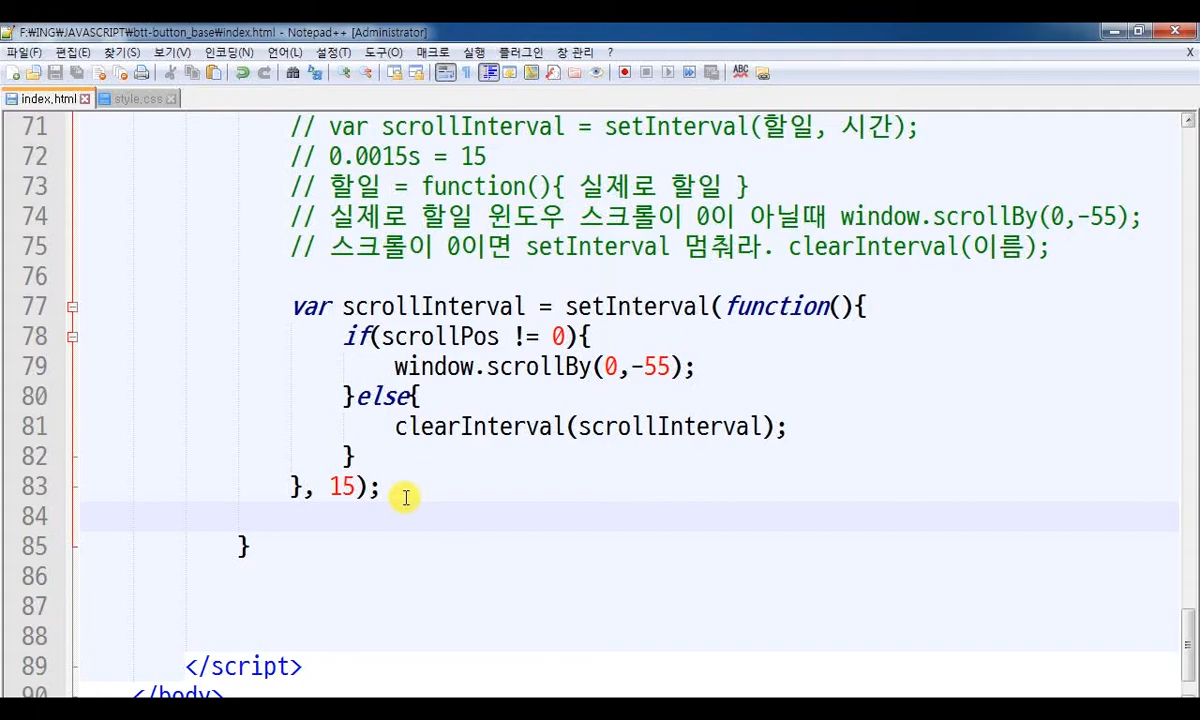 F:￦ING￦JAVASCRIPT￦btt-button_base￦index.html - Notepad++ [Administrator]
파일(F) 편집(E) 찾기(S) 보기(V) 인코딩(N) 언어(L) 설정(T) 도구(O) 매크로 실행 플러그인 창 관리 ? X
ABC
index.html style.css
71 // var scrollInterval = setInterval(할일, 시간);
72 // 0.0015s = 15
73 // 할일 = function(){ 실제로 할일 }
74 // 실제로 할일 윈도우 스크롤이 0이 아닐때 window.scrollBy(0,-55);
75 // 스크롤이 0이면 setInterval 멈춰라. clearInterval(이름);
76
77 var scrollInterval = setInterval(function(){
78 if(scrollPos != 0){
79 window.scrollBy(0,-55);
80 }else{
81 clearInterval(scrollInterval);
82 }
83 }, 15);
84
85 }
86
87
88
89 </script>
90 </body>